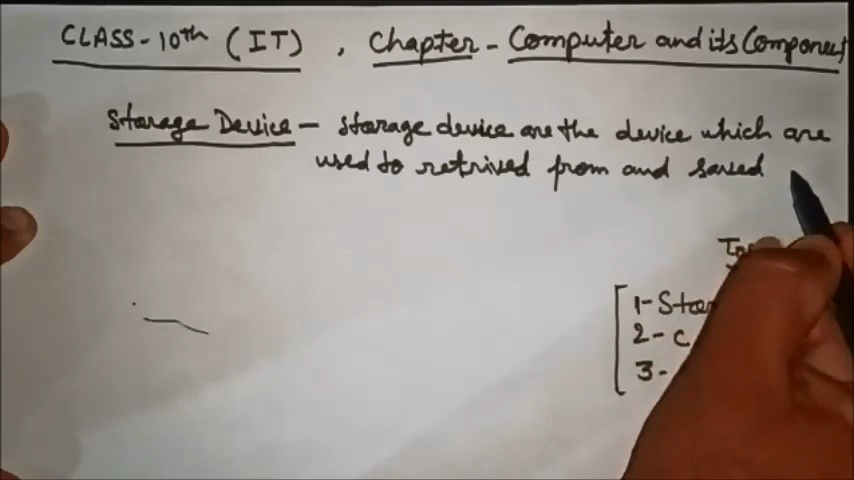 CLASS-10th (IT) , Chapter - Computer and its Component
Storage Device - Storage device are the device which are
used to retrived from and saved
1- Stor
2- C
3-